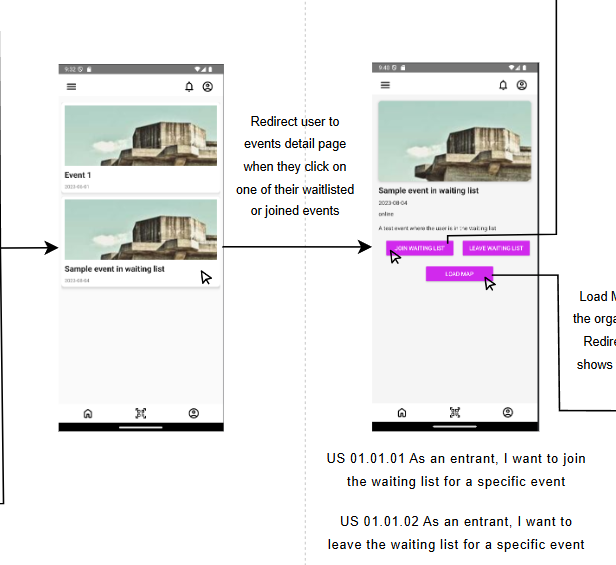 9:32
Event 1
2023-08-01
Sample event in waiting list
2023-08-04
Redirect user to
events detail page
when they click on
one of their waitlisted
or joined events
9:40
Sample event in waiting list
2023-08-04
online
A test event where the user is in the waiting list
JOIN WAITING LIST
LEAVE WAITING LIST
LOAD MAP
Load M
the orga
Redire
shows
US 01.01.01 As an entrant, I want to join
the waiting list for a specific event
US 01.01.02 As an entrant, I want to
leave the waiting list for a specific event